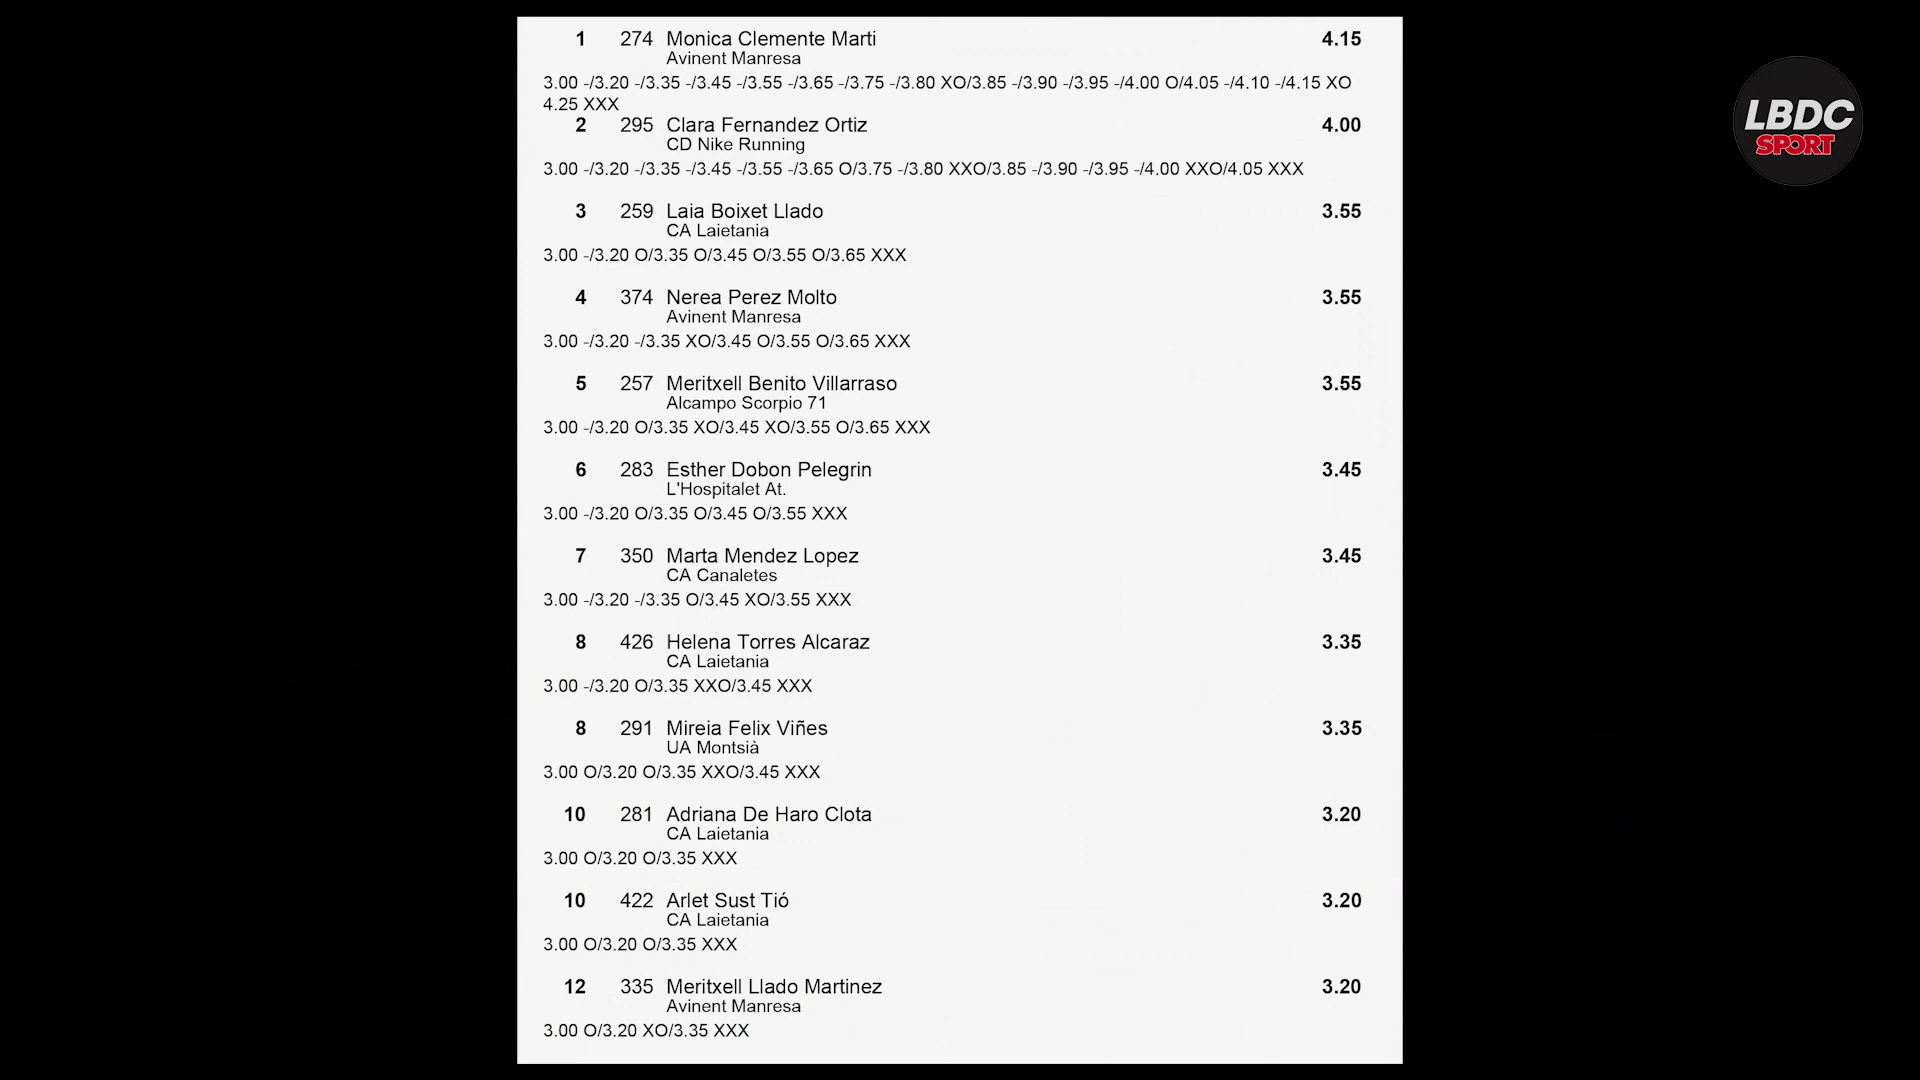 1 274 Monica Clemente Marti 4.15
Avinent Manresa
3.00 -/3.20 -/3.35 -/3.45 -/3.55 -/3.65 -/3.75 -/3.80 XO/3.85 -/3.90 -/3.95 -/4.00 O/4.05 -/4.10 -/4.15 XO
4.25 XXX
2 295 Clara Fernandez Ortiz 4.00
CD Nike Running
3.00 -/3.20 -/3.35 -/3.45 -/3.55 -/3.65 O/3.75 -/3.80 XXO/3.85 -/3.90 -/3.95 -/4.00 XXO/4.05 XXX
3 259 Laia Boixet Llado 3.55
CA Laietania
3.00 -/3.20 O/3.35 O/3.45 O/3.55 O/3.65 XXX
4 374 Nerea Perez Molto 3.55
Avinent Manresa
3.00 -/3.20 -/3.35 XO/3.45 O/3.55 O/3.65 XXX
5 257 Meritxell Benito Villarraso 3.55
Alcampo Scorpio 71
3.00 -/3.20 O/3.35 XO/3.45 XO/3.55 O/3.65 XXX
6 283 Esther Dobon Pelegrin 3.45
L'Hospitalet At.
3.00 -/3.20 O/3.35 O/3.45 O/3.55 XXX
7 350 Marta Mendez Lopez 3.45
CA Canaletes
3.00 -/3.20 -/3.35 O/3.45 XO/3.55 XXX
8 426 Helena Torres Alcaraz 3.35
CA Laietania
3.00 -/3.20 O/3.35 XXO/3.45 XXX
8 291 Mireia Felix Viñes 3.35
UA Montsià
3.00 O/3.20 O/3.35 XXO/3.45 XXX
10 281 Adriana De Haro Clota 3.20
CA Laietania
3.00 O/3.20 O/3.35 XXX
10 422 Arlet Sust Tió 3.20
CA Laietania
3.00 O/3.20 O/3.35 XXX
12 335 Meritxell Llado Martinez 3.20
Avinent Manresa
3.00 O/3.20 XO/3.35 XXX
LBDC
SPORT